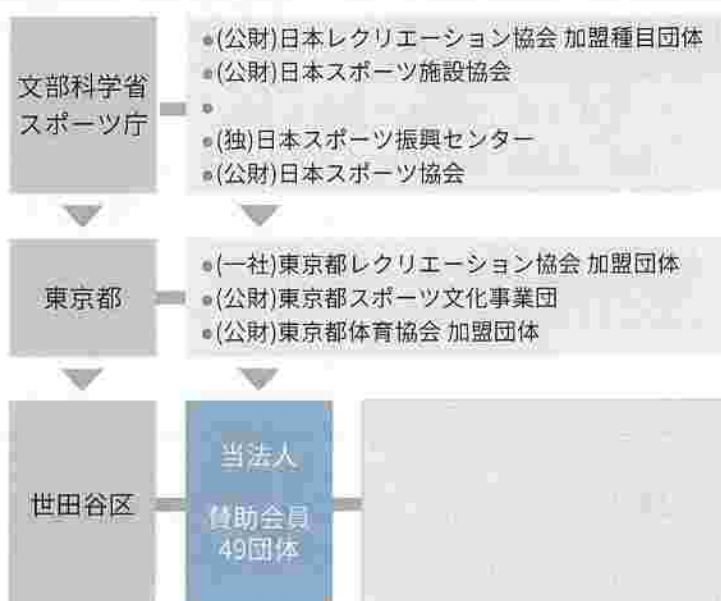 文部科学省
スポーツ庁
●(公財)日本レクリエーション協会 加盟種目団体
●(公財)日本スポーツ施設協会
●
●(独)日本スポーツ振興センター
●(公財)日本スポーツ協会
東京都
●(一社)東京都レクリエーション協会 加盟団体
●(公財)東京都スポーツ文化事業団
●(公財)東京都体育協会 加盟団体
世田谷区
当法人
賛助会員
49団体